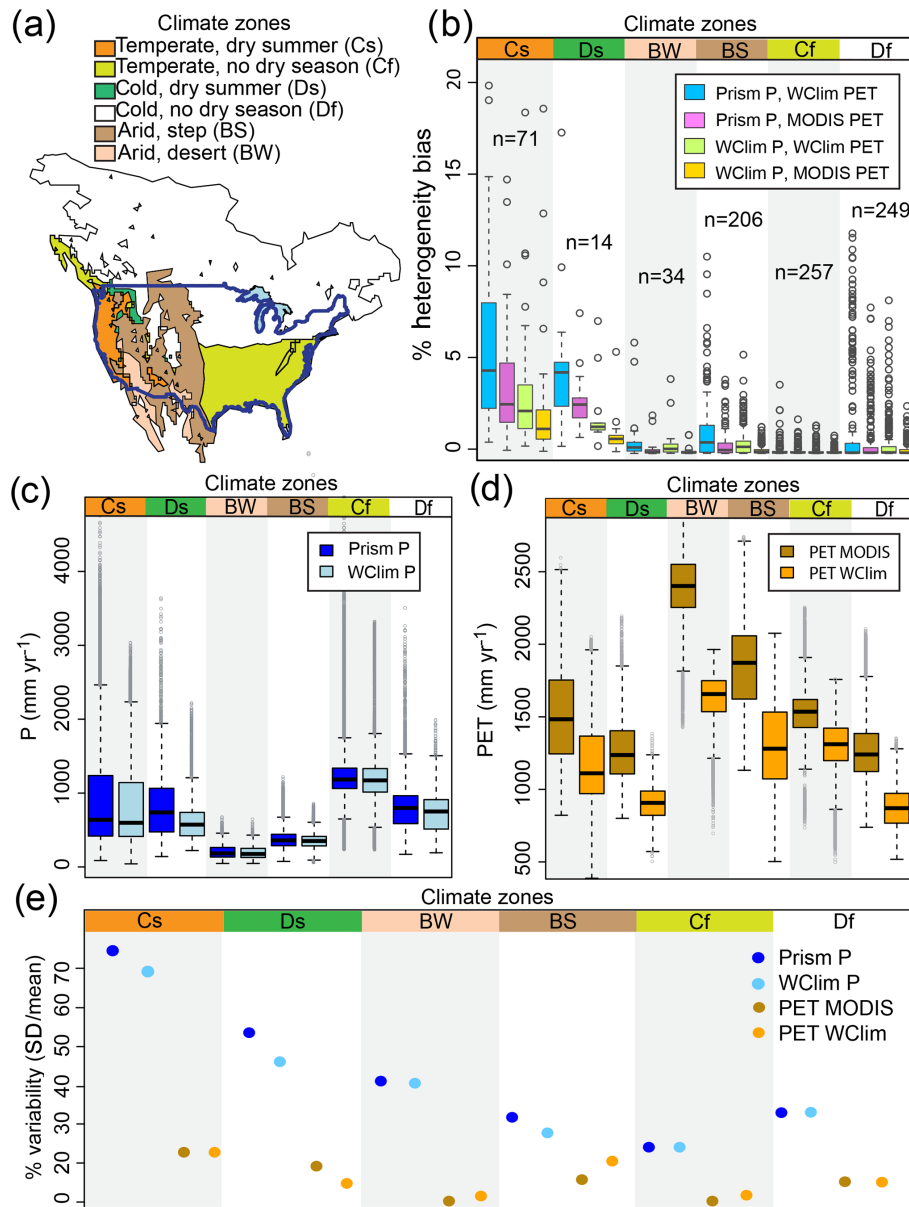 (a)
Climate zones
Temperate, dry summer (Cs)
Temperate, no dry season (Cf)
Cold, dry summer (Ds)
Cold, no dry season (Df)
Arid, step (BS)
Arid, desert (BW)
(b)
Climate zones
Cs Ds BW BS Cf Df
% heterogeneity bias
20
15
10
5
0
Prism P, WClim PET
Prism P, MODIS PET
WClim P, WClim PET
WClim P, MODIS PET
n=71
n=14
n=34
n=206
n=257
n=249
(c)
Climate zones
Cs Ds BW BS Cf Df
P (mm yr-1)
4000
3000
2000
1000
0
Prism P
WClim P
(d)
Climate zones
Cs Ds BW BS Cf Df
PET (mm yr-1)
2500
2000
1500
1000
500
PET MODIS
PET WClim
(e)
Climate zones
Cs Ds BW BS Cf Df
% variability (SD/mean)
70
60
50
40
30
20
10
0
Prism P
WClim P
PET MODIS
PET WClim